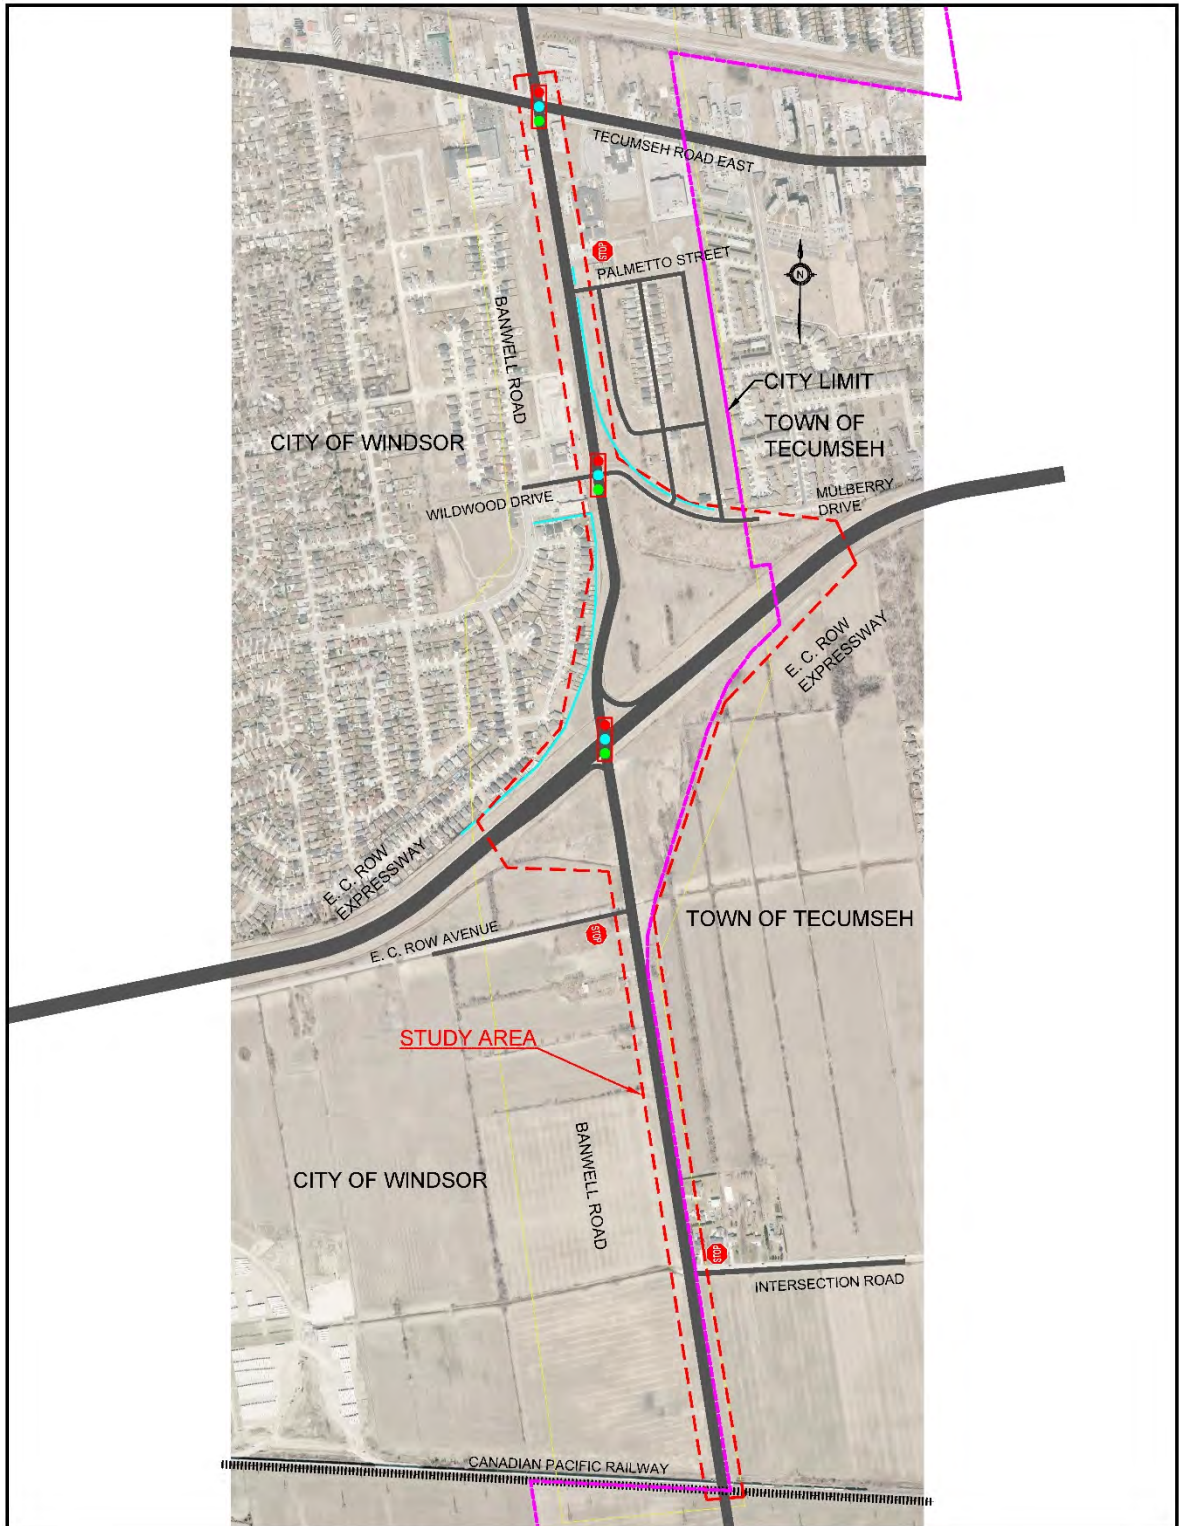 TECUMSEH ROAD EAST
STOP
PALMETTO STREET
N
BANWELL ROAD
CITY LIMIT
CITY OF WINDSOR
TOWN OF
TECUMSEH
MULBERRY
DRIVE
WILDWOOD DRIVE
E. C. ROW
EXPRESSWAY
E. C. ROW
EXPRESSWAY
TOWN OF TECUMSEH
E. C. ROW AVENUE
STOP
STUDY AREA
BANWELL ROAD
CITY OF WINDSOR
STOP
INTERSECTION ROAD
CANADIAN PACIFIC RAILWAY